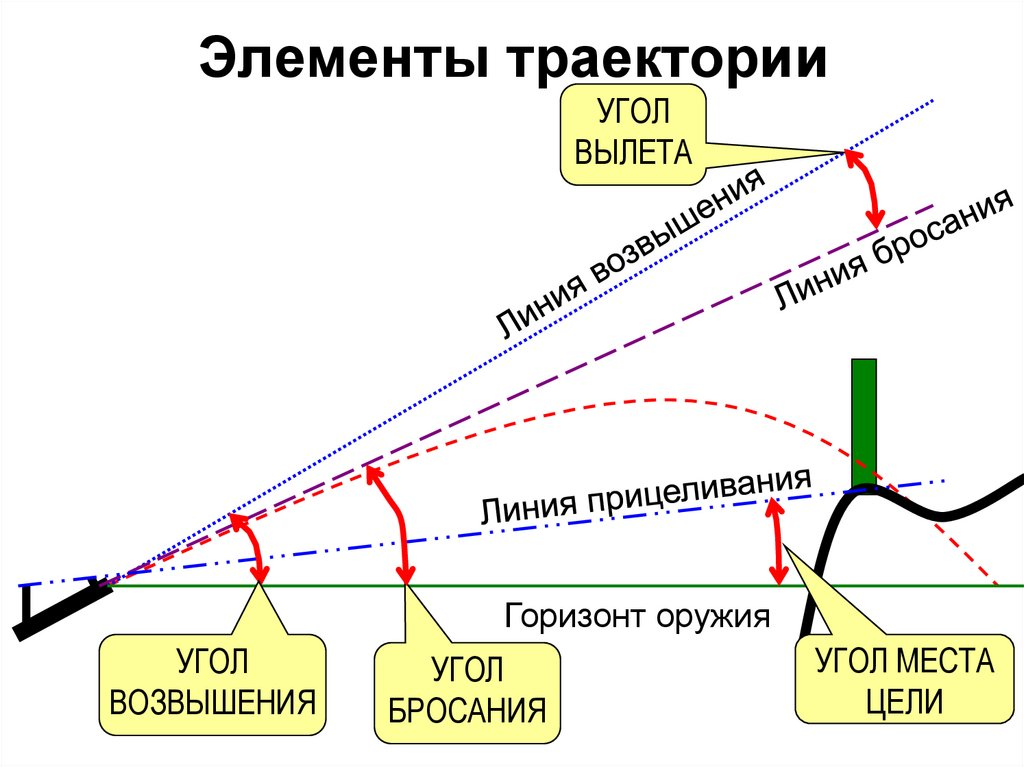 Элементы траектории
УГОЛ
ВЫЛЕТА
Линия возвышения
Линия бросания
Линия прицеливания
Горизонт оружия
УГОЛ
ВОЗВЫШЕНИЯ
УГОЛ
БРОСАНИЯ
УГОЛ МЕСТА
ЦЕЛИ